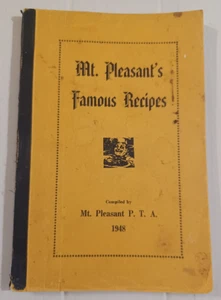 Mt. Pleasant's
Famous Recipes
Compiled by
Mt. Pleasant P. T. A.
1948